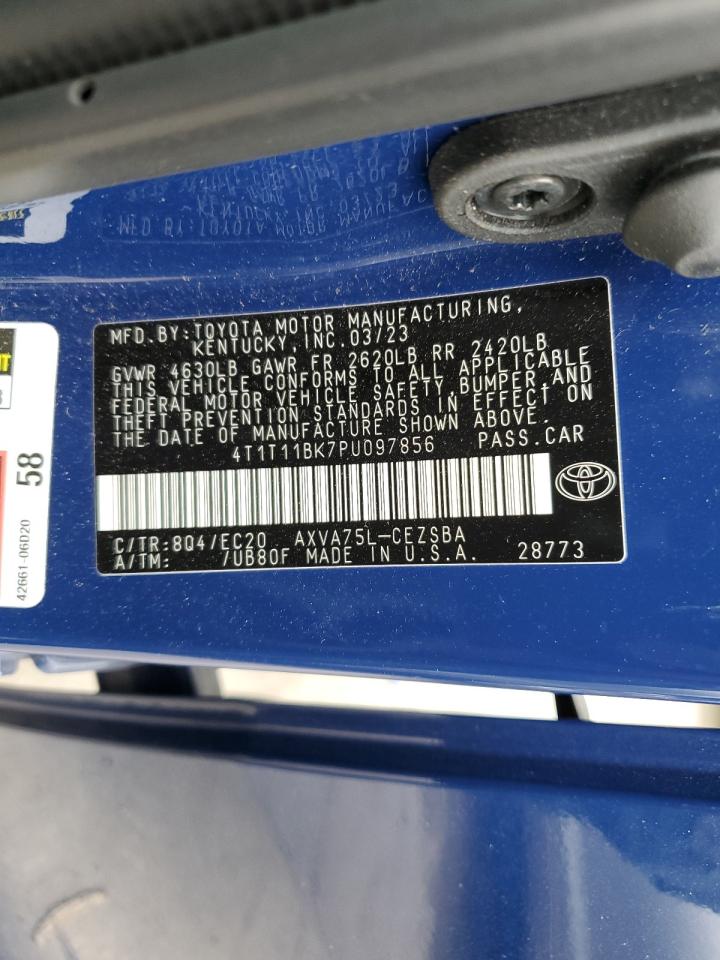 MFD.BY:TOYOTA MOTOR MANUFACTURING,
KENTUCKY, INC. 03/23
GVWR 4630LB GAWR FR 2620LB RR 2420LB
THIS VEHICLE CONFORMS TO ALL APPLICABLE
FEDERAL MOTOR VEHICLE SAFETY, BUMPER,AND
THEFT PREVENTION STANDARDS IN EFFECT ON
THE DATE OF MANUFACTURE SHOWN ABOVE.
4T1T11BK7PU097856 PASS.CAR
C/TR:8Q4/EC20 AXVA75L-CEZSBA
A/TM: 7UB80F MADE IN U.S.A. 28773
58
42661-06D20